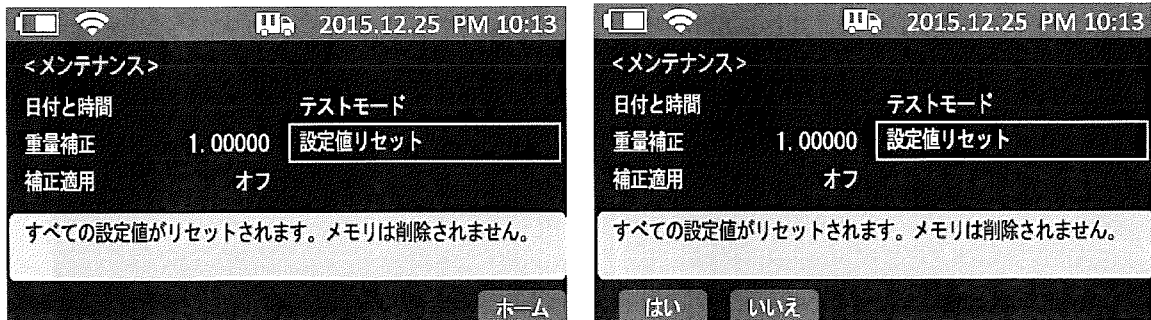 2015.12.25 PM 10:13
<メンテナンス>
日付と時間 テストモード
重量補正 1.00000 設定値リセット
補正適用 オフ
すべての設定値がリセットされます。メモリは削除されません。
ホーム
2015.12.25 PM 10:13
<メンテナンス>
日付と時間 テストモード
重量補正 1.00000 設定値リセット
補正適用 オフ
すべての設定値がリセットされます。メモリは削除されません。
はい いいえ